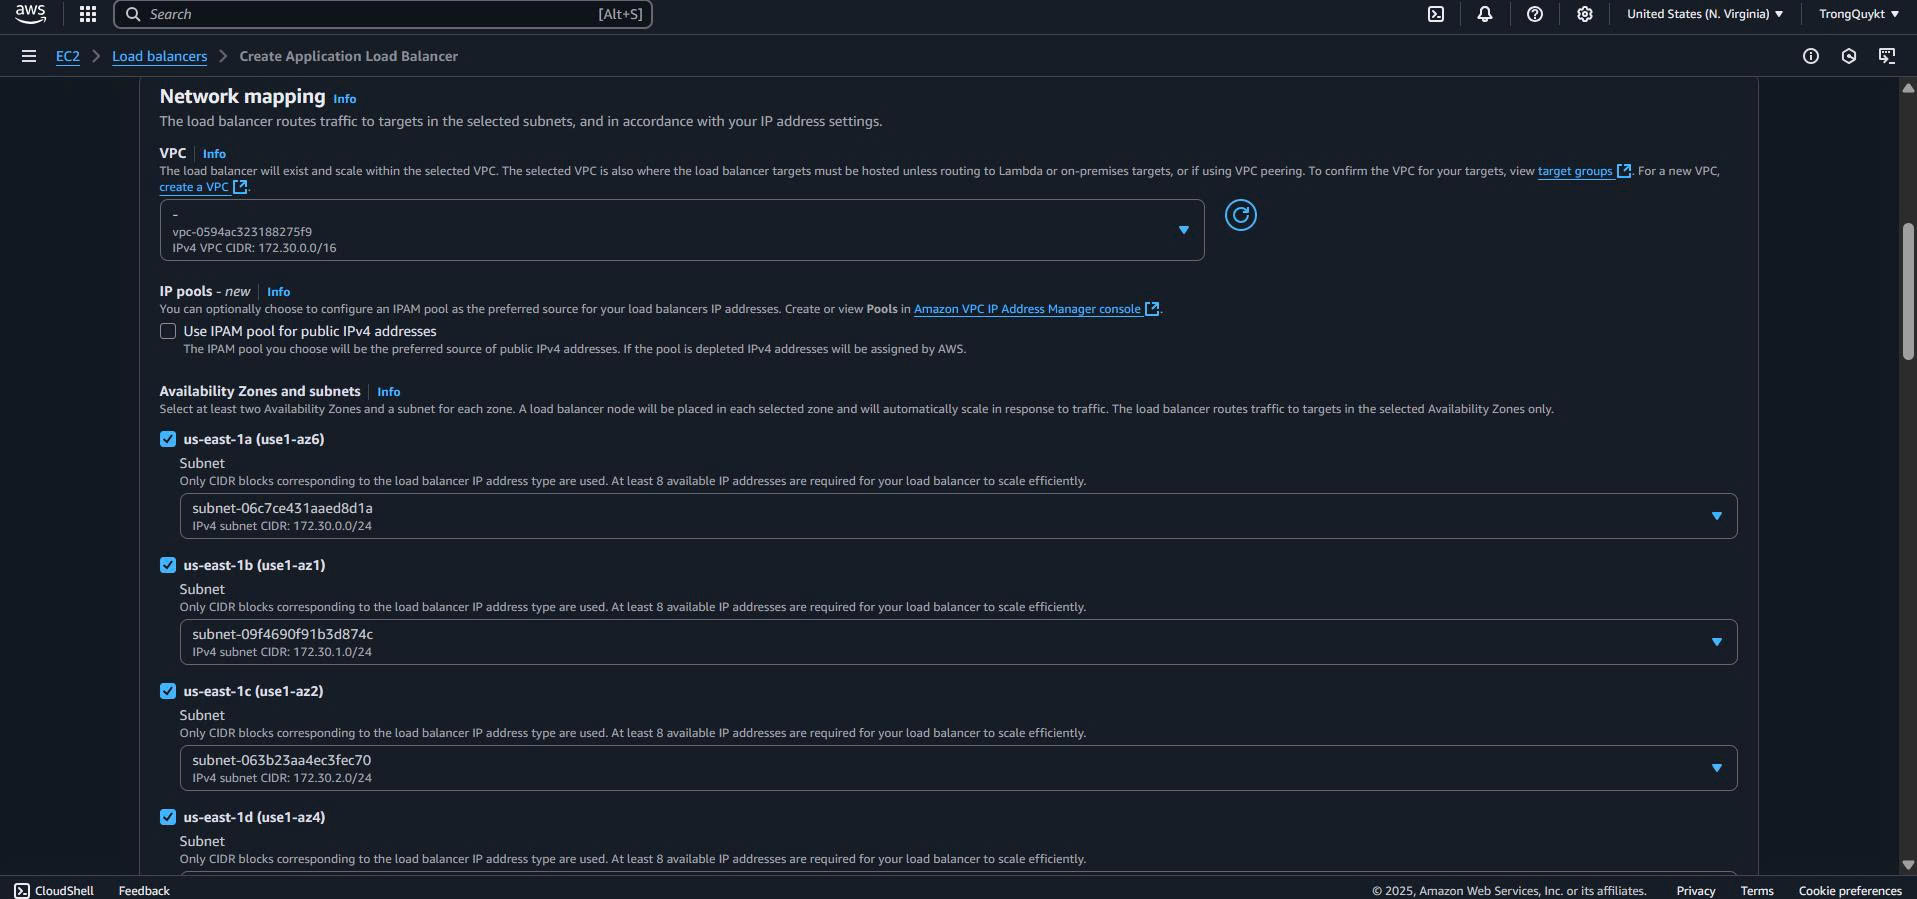 aws
Search
[Alt+S]
United States (N. Virginia)
TrongQuykt
EC2
Load balancers
Create Application Load Balancer
Network mapping Info
The load balancer routes traffic to targets in the selected subnets, and in accordance with your IP address settings.
VPC Info
The load balancer will exist and scale within the selected VPC. The selected VPC is also where the load balancer targets must be hosted unless routing to Lambda or on-premises targets, or if using VPC peering. To confirm the VPC for your targets, view target groups. For a new VPC,
create a VPC.
-
vpc-0594ac323188275f9
IPv4 VPC CIDR: 172.30.0.0/16
IP pools - new Info
You can optionally choose to configure an IPAM pool as the preferred source for your load balancers IP addresses. Create or view Pools in Amazon VPC IP Address Manager console.
Use IPAM pool for public IPv4 addresses
The IPAM pool you choose will be the preferred source of public IPv4 addresses. If the pool is depleted IPv4 addresses will be assigned by AWS.
Availability Zones and subnets Info
Select at least two Availability Zones and a subnet for each zone. A load balancer node will be placed in each selected zone and will automatically scale in response to traffic. The load balancer routes traffic to targets in the selected Availability Zones only.
us-east-1a (use1-az6)
Subnet
Only CIDR blocks corresponding to the load balancer IP address type are used. At least 8 available IP addresses are required for your load balancer to scale efficiently.
subnet-06c7ce431aaed8d1a
IPv4 subnet CIDR: 172.30.0.0/24
us-east-1b (use1-az1)
Subnet
Only CIDR blocks corresponding to the load balancer IP address type are used. At least 8 available IP addresses are required for your load balancer to scale efficiently.
subnet-09f4690f91b3d874c
IPv4 subnet CIDR: 172.30.1.0/24
us-east-1c (use1-az2)
Subnet
Only CIDR blocks corresponding to the load balancer IP address type are used. At least 8 available IP addresses are required for your load balancer to scale efficiently.
subnet-063b23aa4ec3fec70
IPv4 subnet CIDR: 172.30.2.0/24
us-east-1d (use1-az4)
Subnet
Only CIDR blocks corresponding to the load balancer IP address type are used. At least 8 available IP addresses are required for your load balancer to scale efficiently.
CloudShell
Feedback
© 2025, Amazon Web Services, Inc. or its affiliates.
Privacy
Terms
Cookie preferences